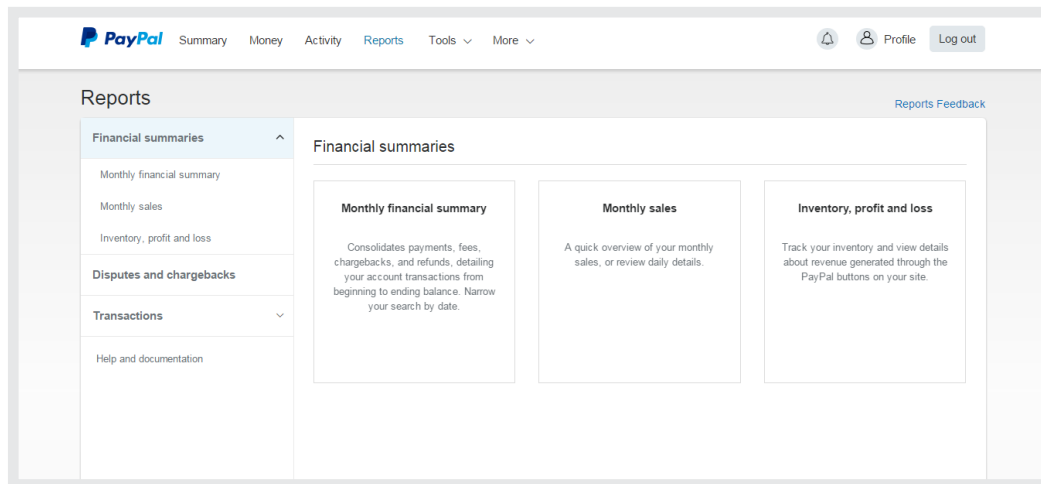 PayPal Summary Money Activity Reports Tools More Profile Log out
Reports
Reports Feedback
Financial summaries
Monthly financial summary
Monthly sales
Inventory, profit and loss
Disputes and chargebacks
Transactions
Help and documentation
Financial summaries
Monthly financial summary
Consolidates payments, fees,
chargebacks, and refunds, detailing
your account transactions from
beginning to ending balance. Narrow
your search by date.
Monthly sales
A quick overview of your monthly
sales, or review daily details.
Inventory, profit and loss
Track your inventory and view details
about revenue generated through the
PayPal buttons on your site.